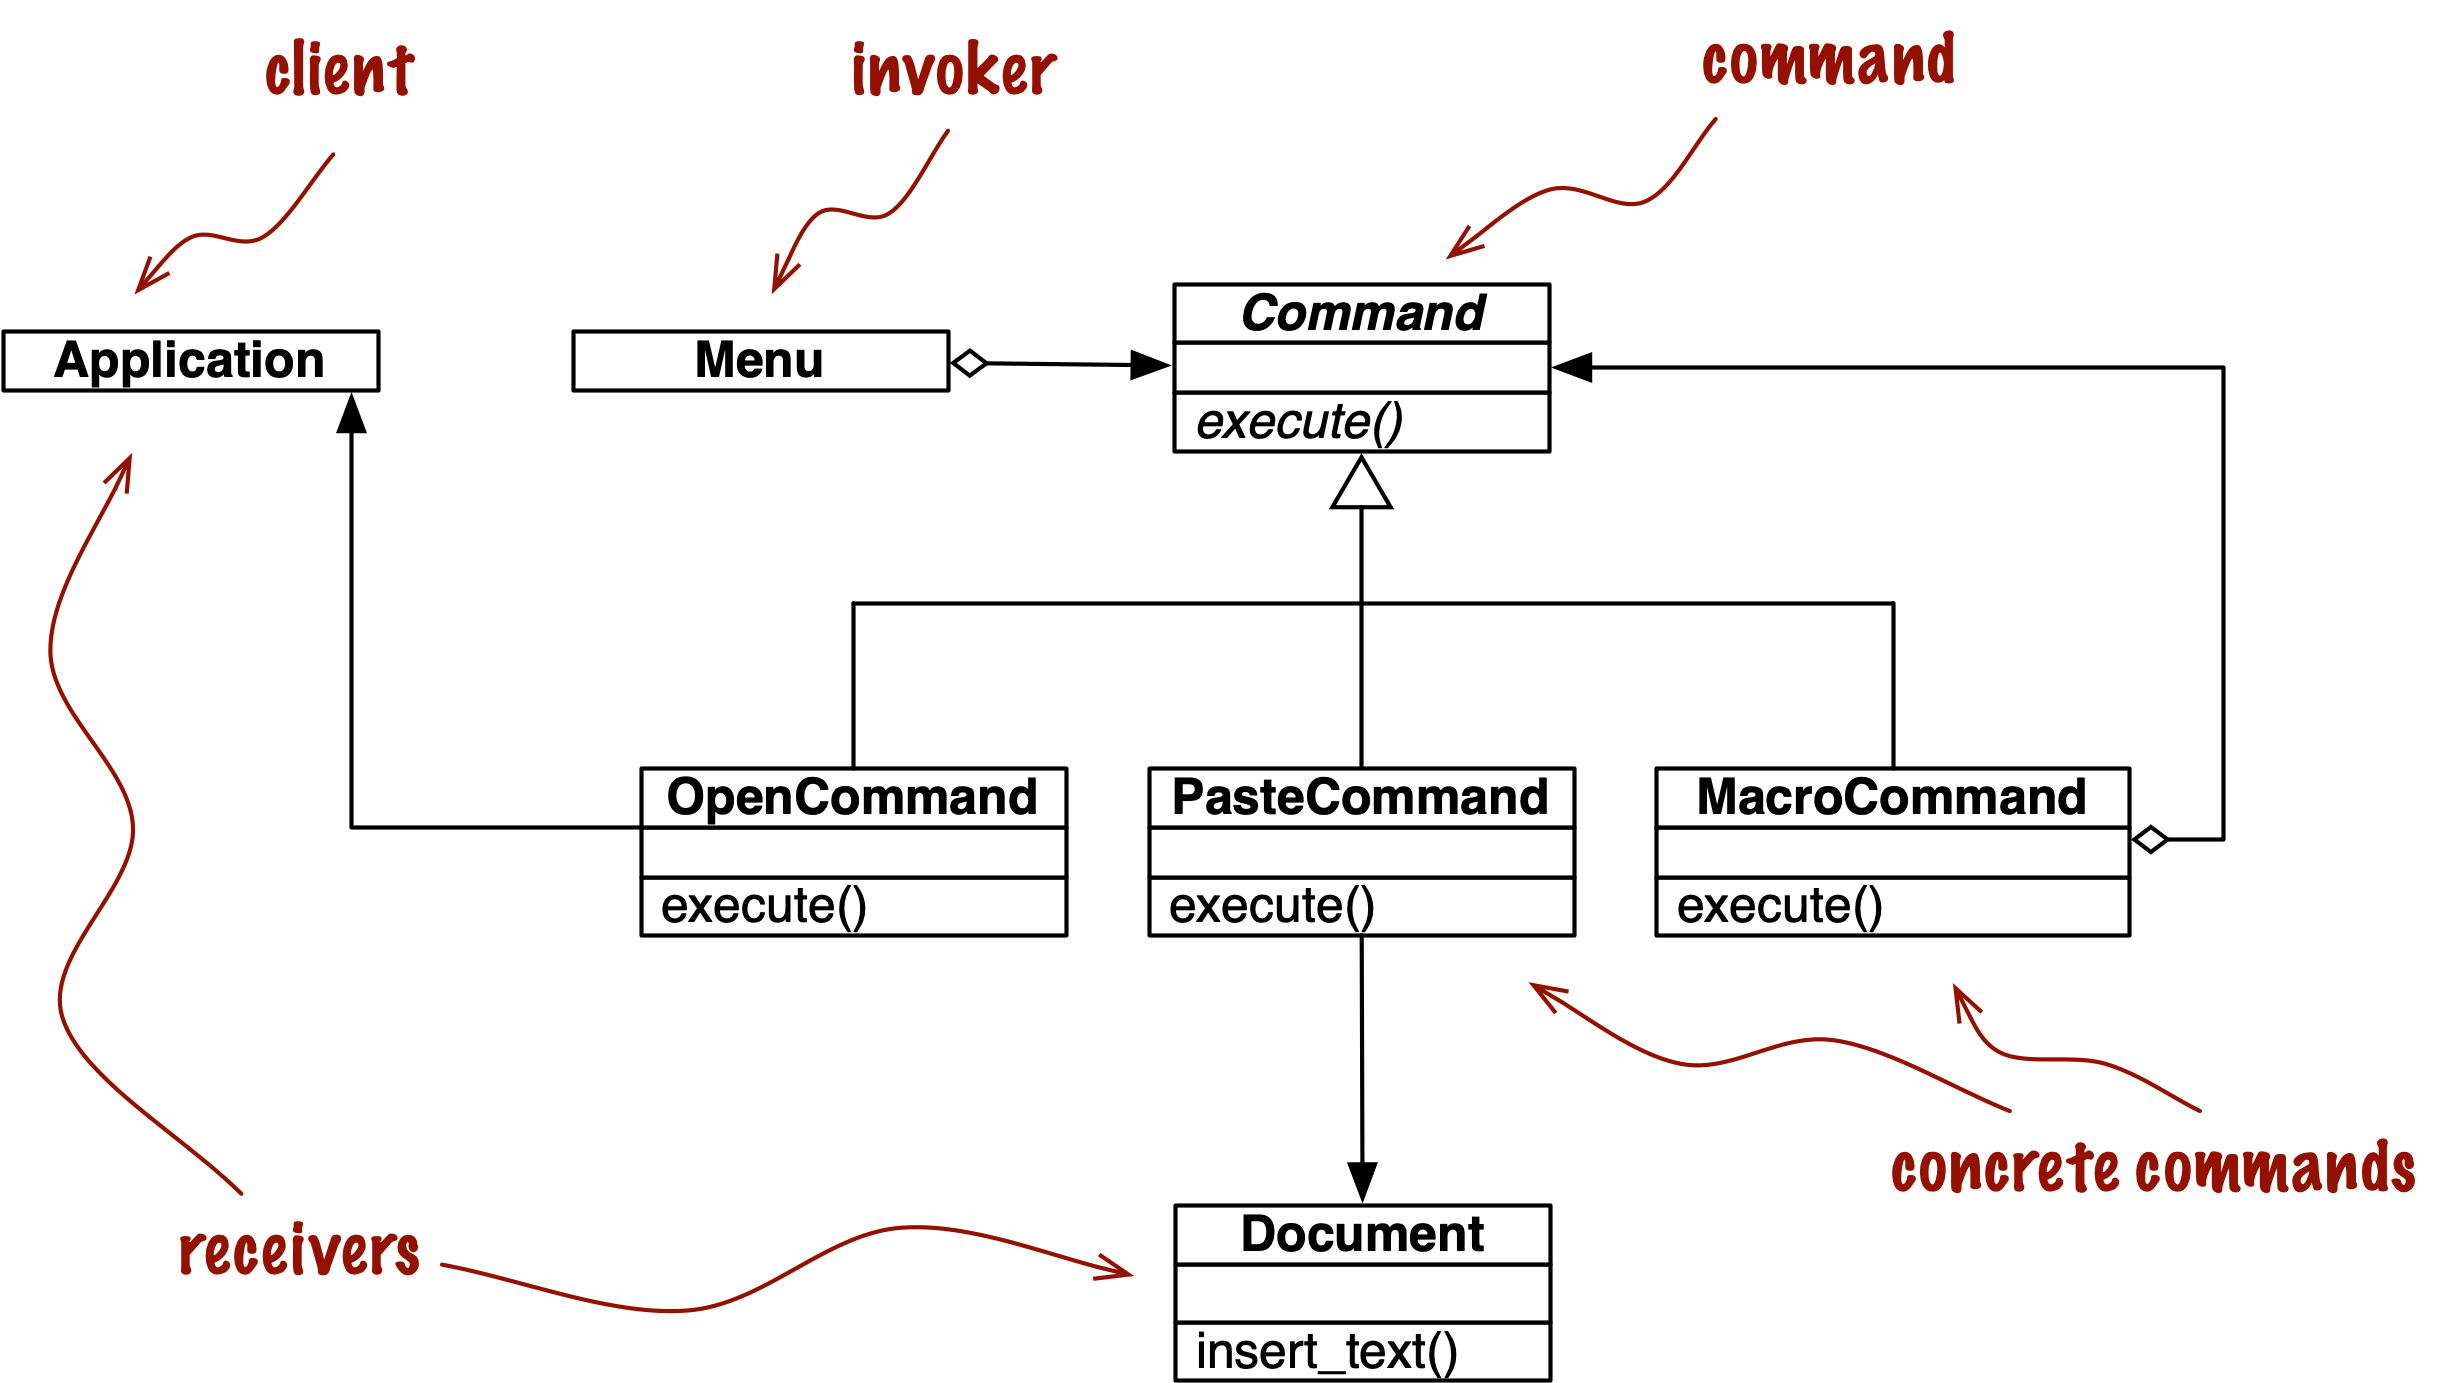 client
invoker
command
Application
Menu
Command
execute()
OpenCommand
execute()
PasteCommand
execute()
MacroCommand
execute()
concrete commands
receivers
Document
insert_text()